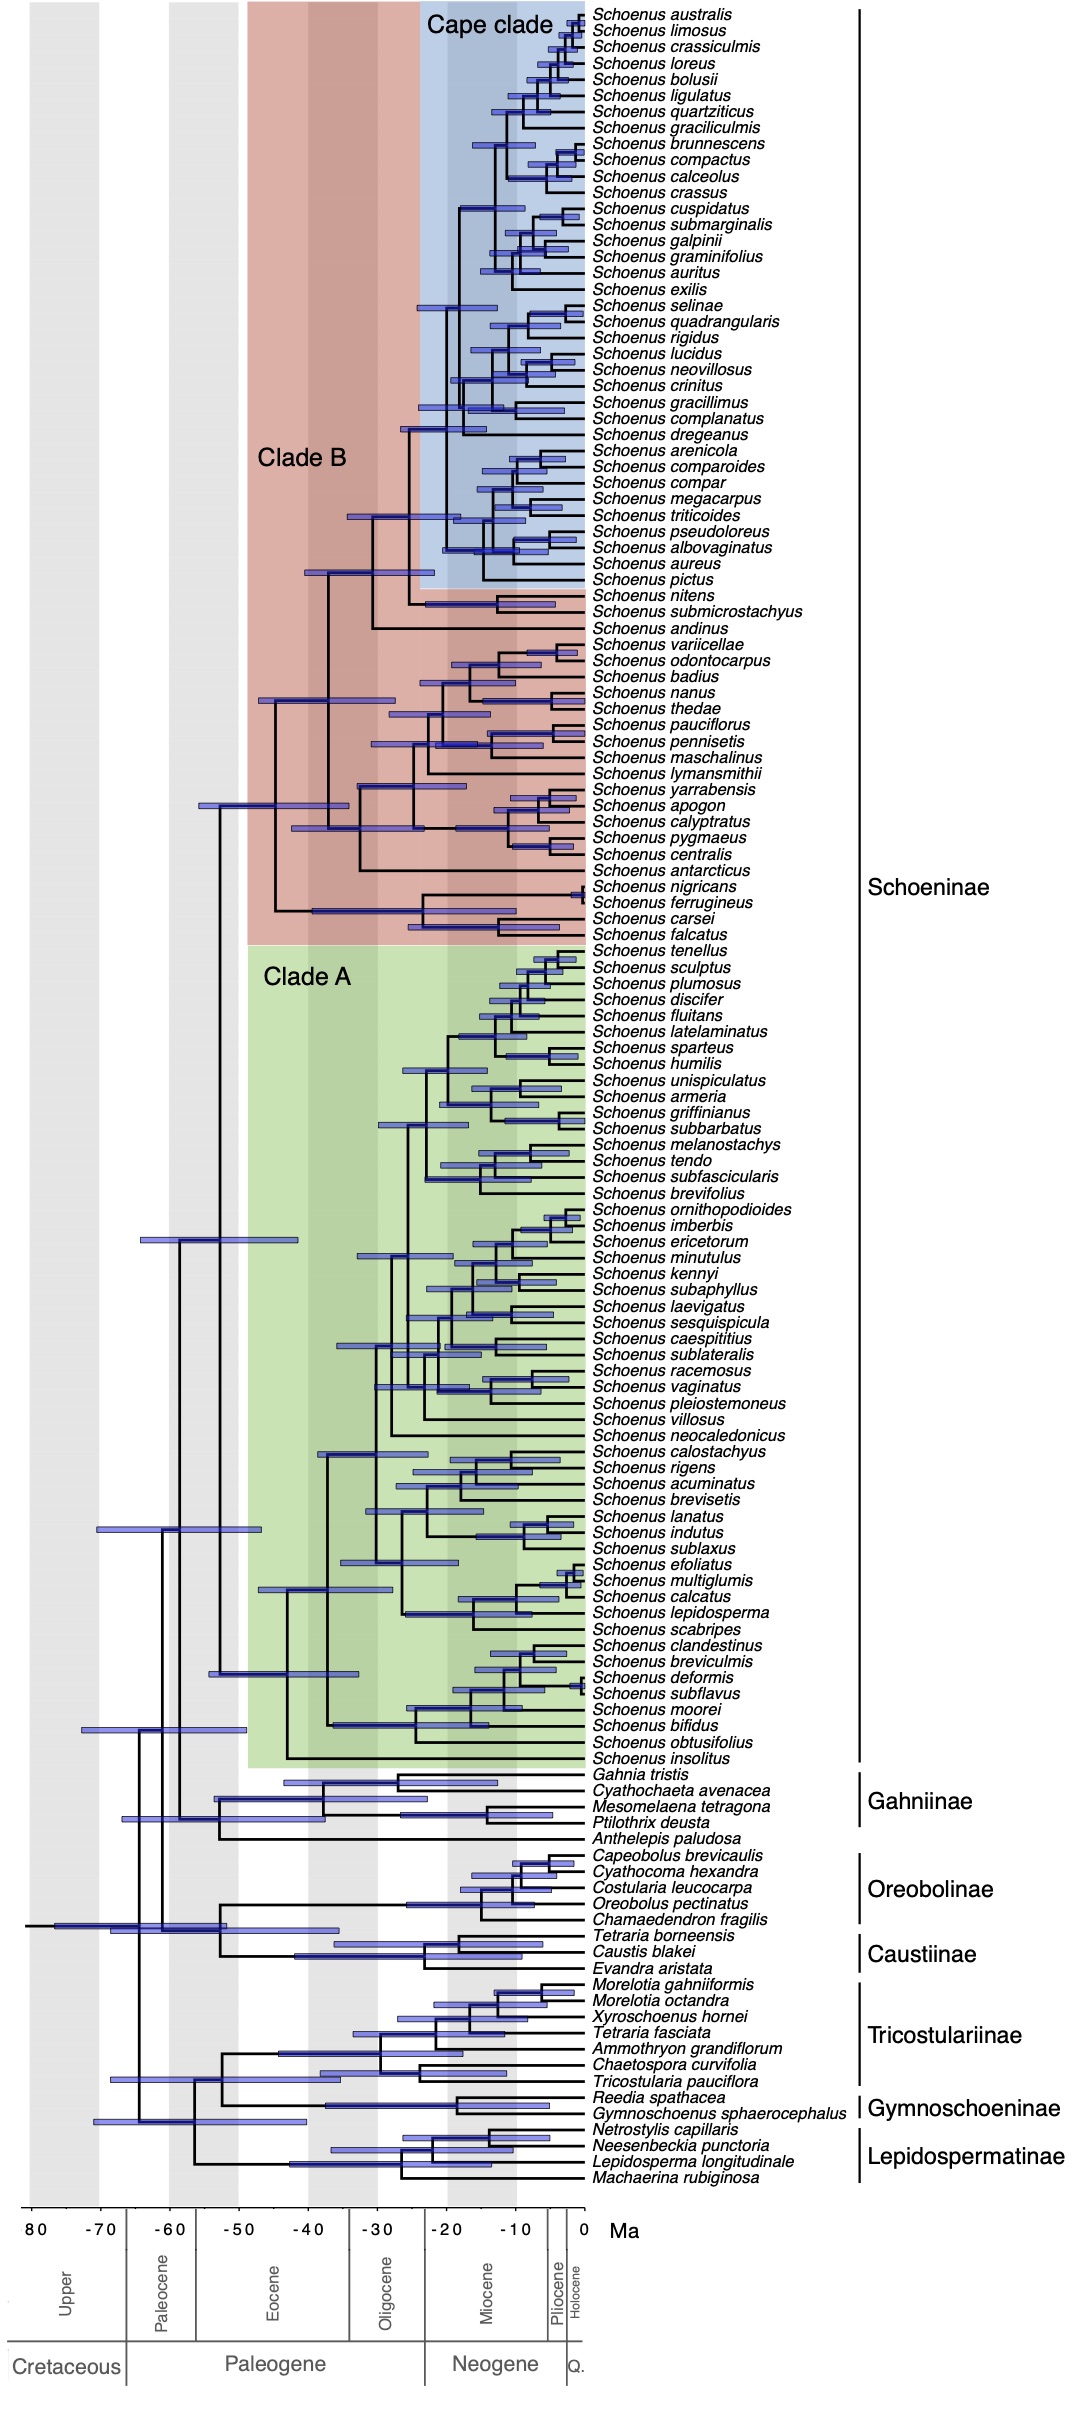 Cape clade
Schoenus australis
Schoenus limosus
Schoenus crassiculmis
Schoenus loreus
Schoenus bolusii
Schoenus ligulatus
Schoenus quartziticus
Schoenus graciliculmis
Schoenus brunnescens
Schoenus compactus
Schoenus calceolus
Schoenus crassus
Schoenus cuspidatus
Schoenus submarginalis
Schoenus galpinii
Schoenus graminifolius
Schoenus auritus
Schoenus exilis
Schoenus selinae
Schoenus quadrangularis
Schoenus rigidus
Schoenus lucidus
Schoenus neovillosus
Schoenus crinitus
Schoenus gracillimus
Schoenus complanatus
Schoenus dregeanus
Clade B
Schoenus arenicola
Schoenus comparoides
Schoenus compar
Schoenus megacarpus
Schoenus triticoides
Schoenus pseudoloreus
Schoenus albovaginatus
Schoenus aureus
Schoenus pictus
Schoenus nitens
Schoenus submicrostachyus
Schoenus andinus
Schoenus variicellae
Schoenus odontocarpus
Schoenus badius
Schoenus nanus
Schoenus thedae
Schoenus pauciflorus
Schoenus pennisetis
Schoenus maschalinus
Schoenus lymansmithii
Schoenus yarrabensis
Schoenus apogon
Schoenus calyptratus
Schoenus pygmaeus
Schoenus centralis
Schoenus antarcticus
Schoenus nigricans
Schoeninae
Schoenus ferrugineus
Schoenus carsei
Schoenus falcatus
Schoenus tenellus
Schoenus sculptus
Clade A
Schoenus plumosus
Schoenus discifer
Schoenus fluitans
Schoenus latelaminatus
Schoenus sparteus
Schoenus humilis
Schoenus unispiculatus
Schoenus armeria
Schoenus griffinianus
Schoenus subbarbatus
Schoenus melanostachys
Schoenus tendo
Schoenus subfascicularis
Schoenus brevifolius
Schoenus ornithopodioides
Schoenus imberbis
Schoenus ericetorum
Schoenus minutulus
Schoenus kennyi
Schoenus subaphyllus
Schoenus laevigatus
Schoenus sesquispicula
Schoenus caespititius
Schoenus sublateralis
Schoenus racemosus
Schoenus vaginatus
Schoenus pleiostemoneus
Schoenus villosus
Schoenus neocaledonicus
Schoenus calostachyus
Schoenus rigens
Schoenus acuminatus
Schoenus brevisetis
Schoenus lanatus
Schoenus indutus
Schoenus sublaxus
Schoenus efoliatus
Schoenus multiglumis
Schoenus calcatus
Schoenus lepidosperma
Schoenus scabripes
Schoenus clandestinus
Schoenus breviculmis
Schoenus deformis
Schoenus subflavus
Schoenus moorei
Schoenus bifidus
Schoenus obtusifolius
Schoenus insolitus
Gahnia tristis
Cyathochaeta avenacea
Gahniinae
Mesomelaena tetragona
Ptilothrix deusta
Anthelepis paludosa
Capeobolus brevicaulis
Cyathocoma hexandra
Oreobolinae
Costularia leucocarpa
Oreobolus pectinatus
Chamaedendron fragilis
Tetraria borneensis
Caustis blakei
Caustiinae
Evandra aristata
Morelotia gahniiformis
Morelotia octandra
Xyroschoenus hornei
Tetraria fasciata
Tricostulariinae
Ammothryon grandiflorum
Chaetospora curvifolia
Tricostularia pauciflora
Reedia spathacea
Gymnoschoeninae
Gymnoschoenus sphaerocephalus
Netrostylis capillaris
Neesenbeckia punctoria
Lepidospermatinae
Lepidosperma longitudinale
Machaerina rubiginosa
80 -70 -60 -50 -40 -30 -20 -10 0 Ma
Upper Paleocene Eocene Oligocene Miocene Pliocene Holocene
Cretaceous Paleogene Neogene Q.